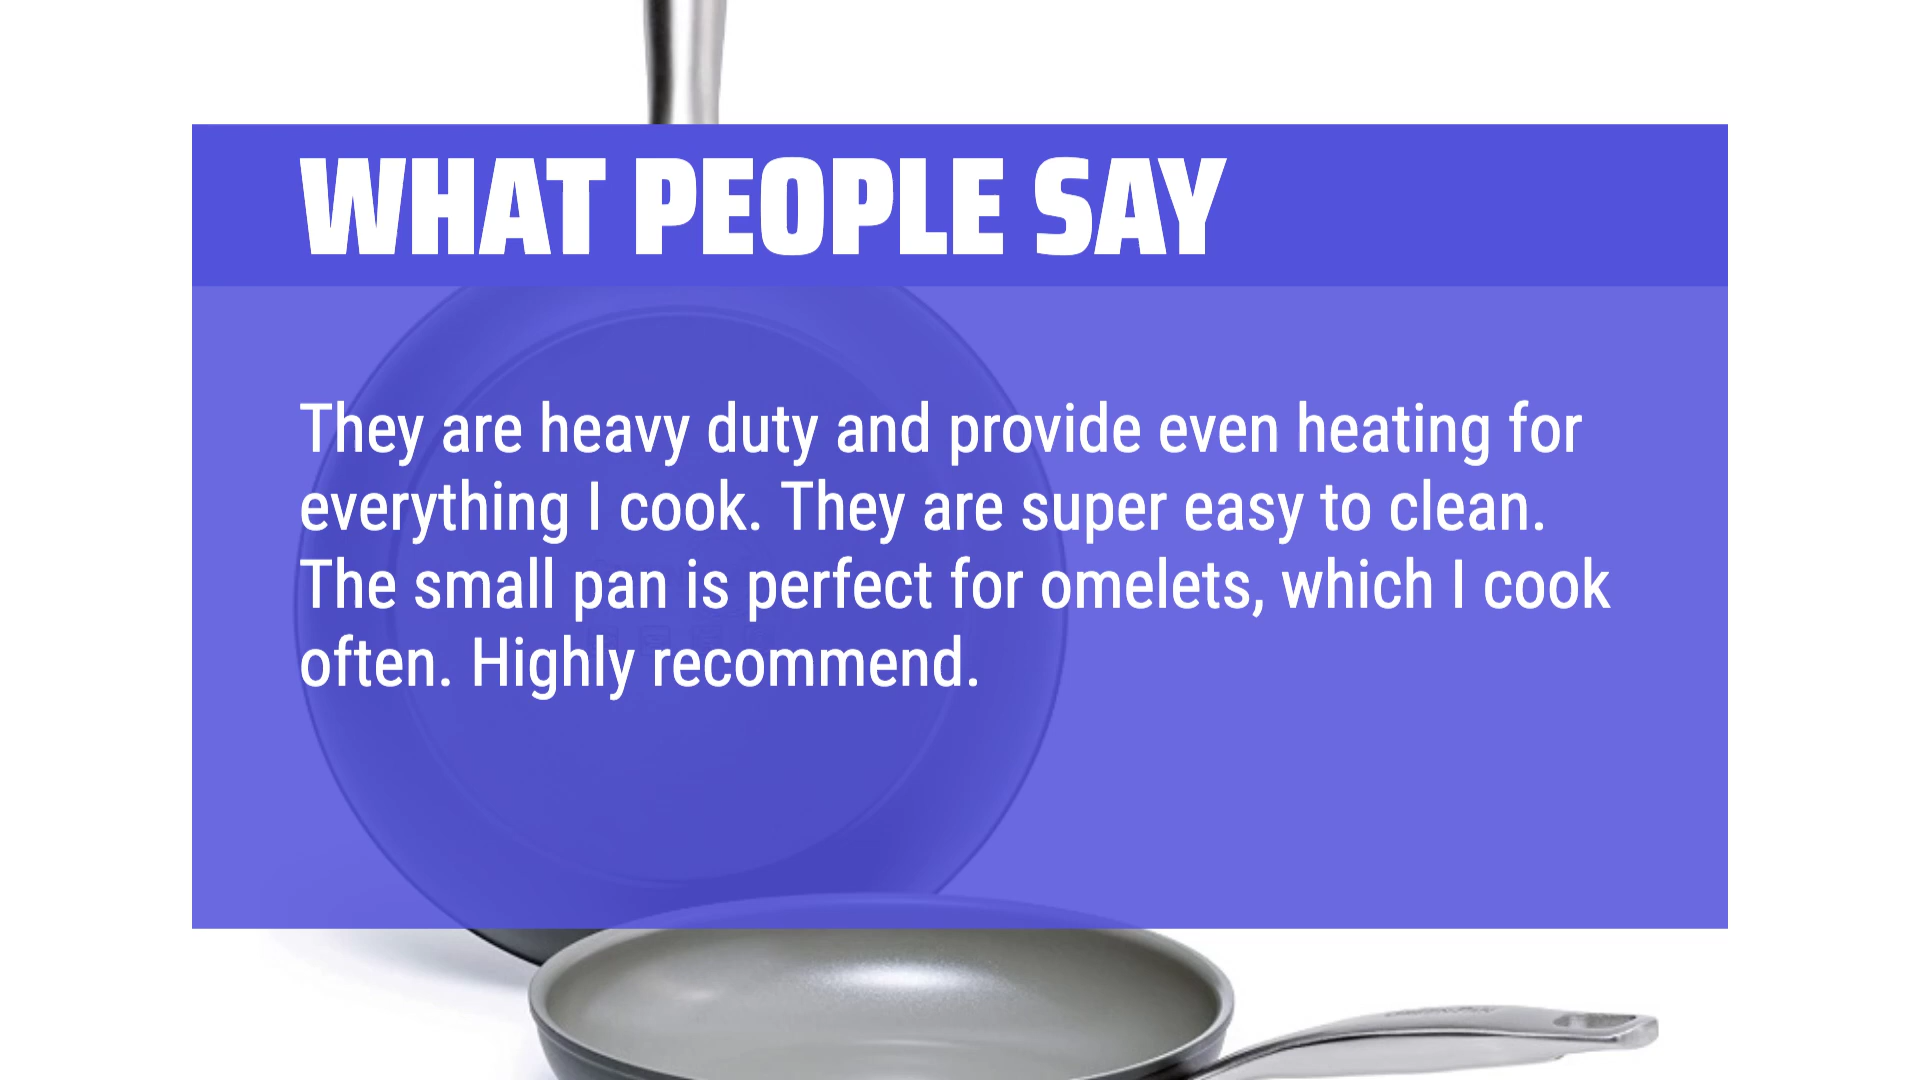 WHAT PEOPLE SAY
They are heavy duty and provide even heating for
everything I cook. They are super easy to clean.
The small pan is perfect for omelets, which I cook
often. Highly recommend.